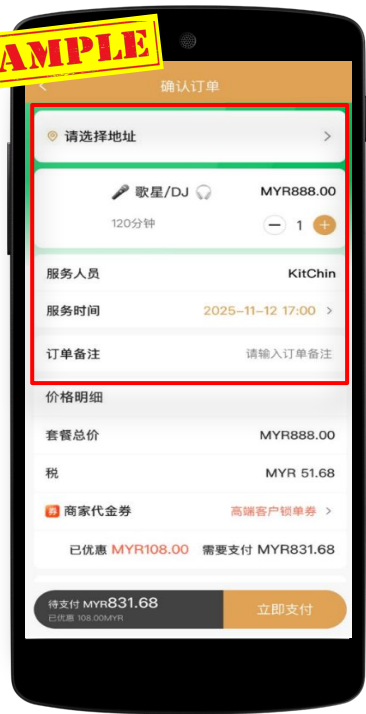 AMPLE
确认订单
请选择地址
歌星/DJ MYR888.00
120分钟 1
服务人员 KitChin
服务时间 2025-11-12 17:00
订单备注 请输入订单备注
价格明细
套餐总价 MYR888.00
税 MYR 51.68
券 商家代金券 高端客户锁单券
已优惠 MYR108.00 需要支付 MYR831.68
待支付 MYR831.68
已优惠 108.00MYR
立即支付